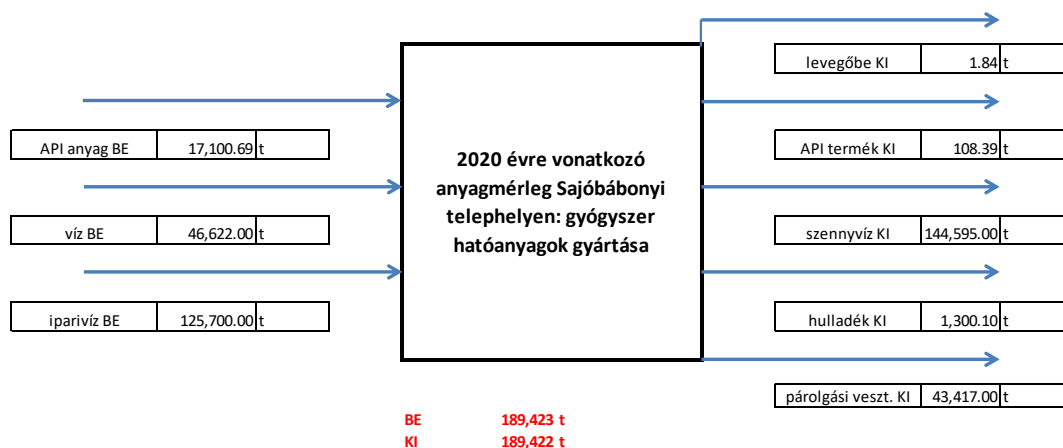 levegőbe KI 1.84 t
API anyag BE 17,100.69 t
API termék KI 108.39 t
2020 évre vonatkozó
anyagmérleg Sajóbábonyi
telephelyen: gyógyszer
hatóanyagok gyártása
víz BE 46,622.00 t
szennyvíz KI 144,595.00 t
iparivíz BE 125,700.00 t
hulladék KI 1,300.10 t
párolgási veszt. KI 43,417.00 t
BE 189,423 t
KI 189,422 t